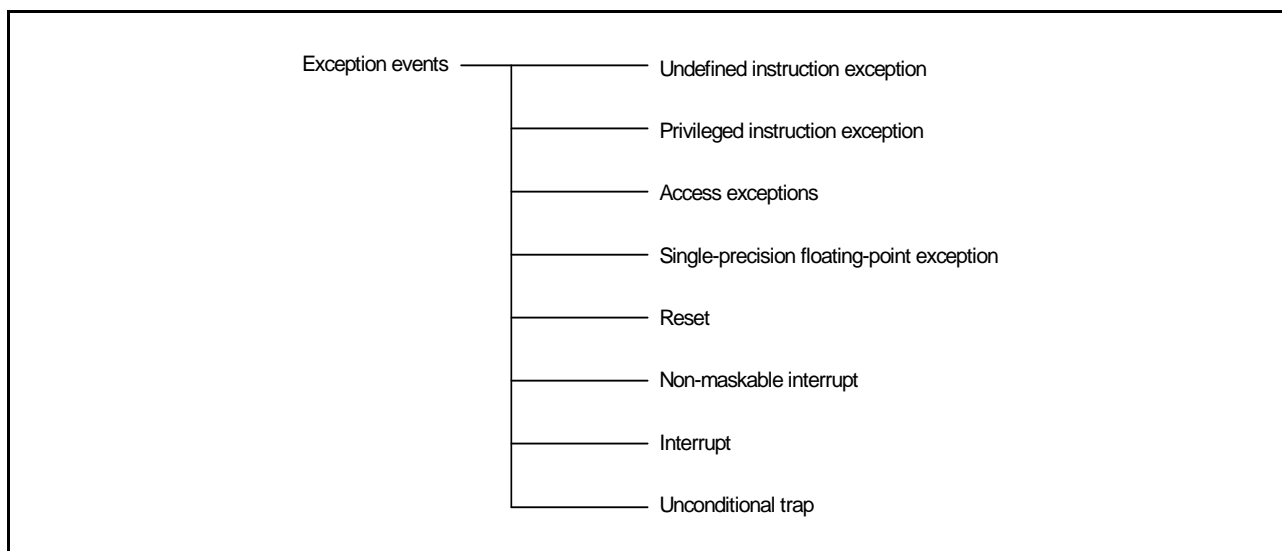 Exception events
Undefined instruction exception
Privileged instruction exception
Access exceptions
Single-precision floating-point exception
Reset
Non-maskable interrupt
Interrupt
Unconditional trap